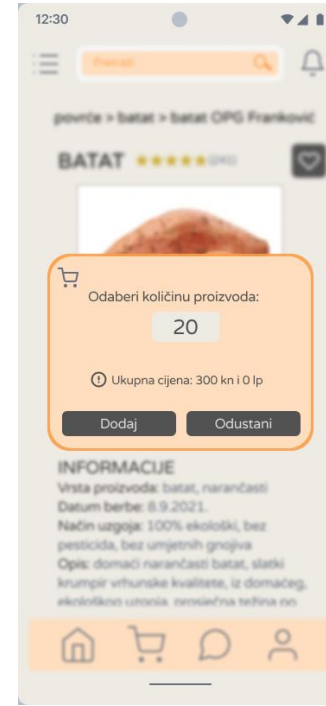 12:30
Pretraži
povrće > batat > batat OPG Franković
BATAT (241)
Odaberi količinu proizvoda:
20
Ukupna cijena: 300 kn i 0 lp
Dodaj Odustani
INFORMACIJE
Vrsta proizvoda: batat, narančasti
Datum berbe: 8.9.2021.
Način uzgoja: 100% ekološki, bez
pesticida, bez umjetnih gnojiva
Opis: domaći narančasti batat, slatki
krumpir vrhunske kvalitete, iz domaćeg,
ekološkog uzgoja, prosječna težina po